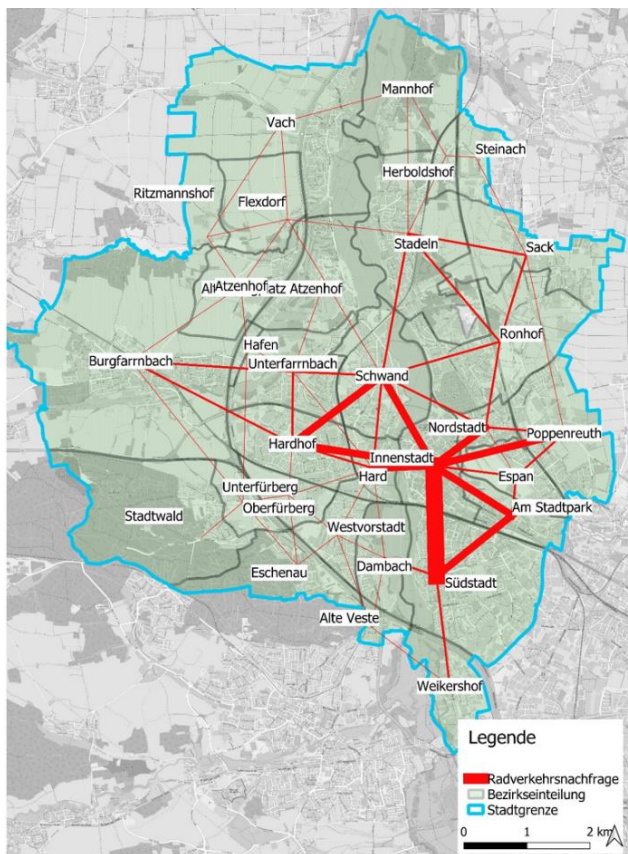 Mannhof
Vach
Steinach
Herboldshof
Ritzmannshof
Flexdorf
Stadeln
Sack
Atzenhof
Atzenhof
Ronhof
Hafen
Burgfarrnbach
Unterfarrnbach
Schwand
Nordstadt
Poppenreuth
Hardhof
Innenstadt
Hard
Espan
Unterfürberg
Oberfürberg
Am Stadtpark
Stadtwald
Westvorstadt
Eschenau
Dambach
Südstadt
Alte Veste
Weikershof
Legende
Radverkehrsnachfrage
Bezirkseinteilung
Stadtgrenze
0 1 2 km